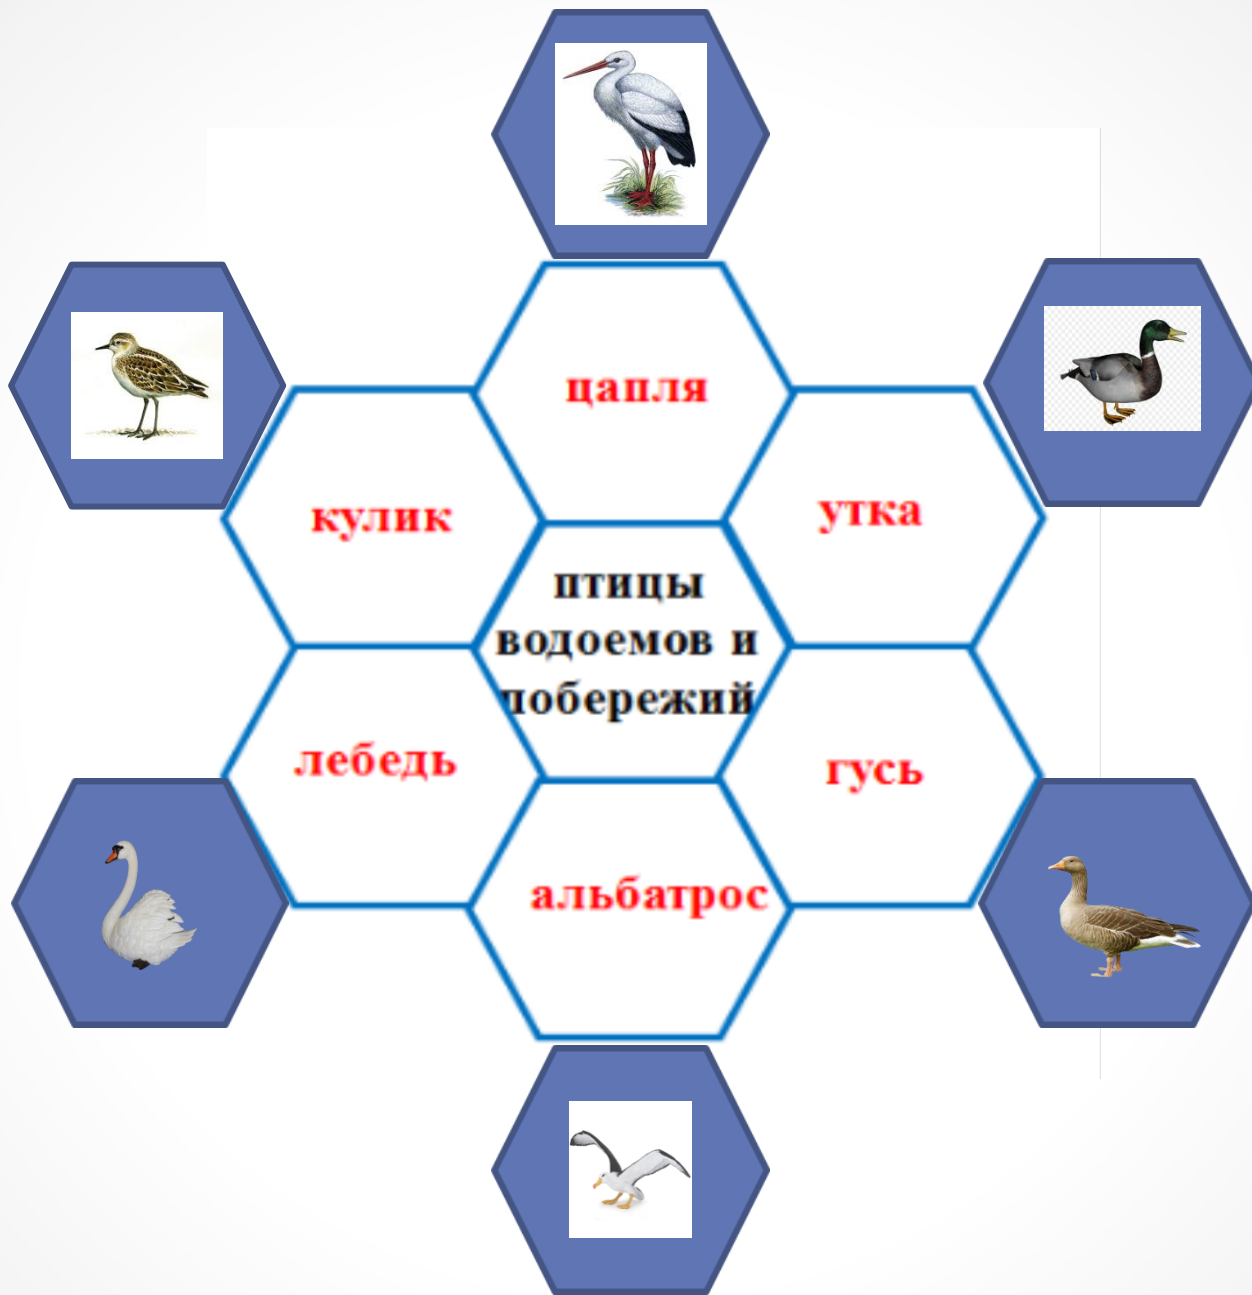 цапля
кулик
утка
птицы
водоемов и
побережий
лебедь
гусь
альбатрос